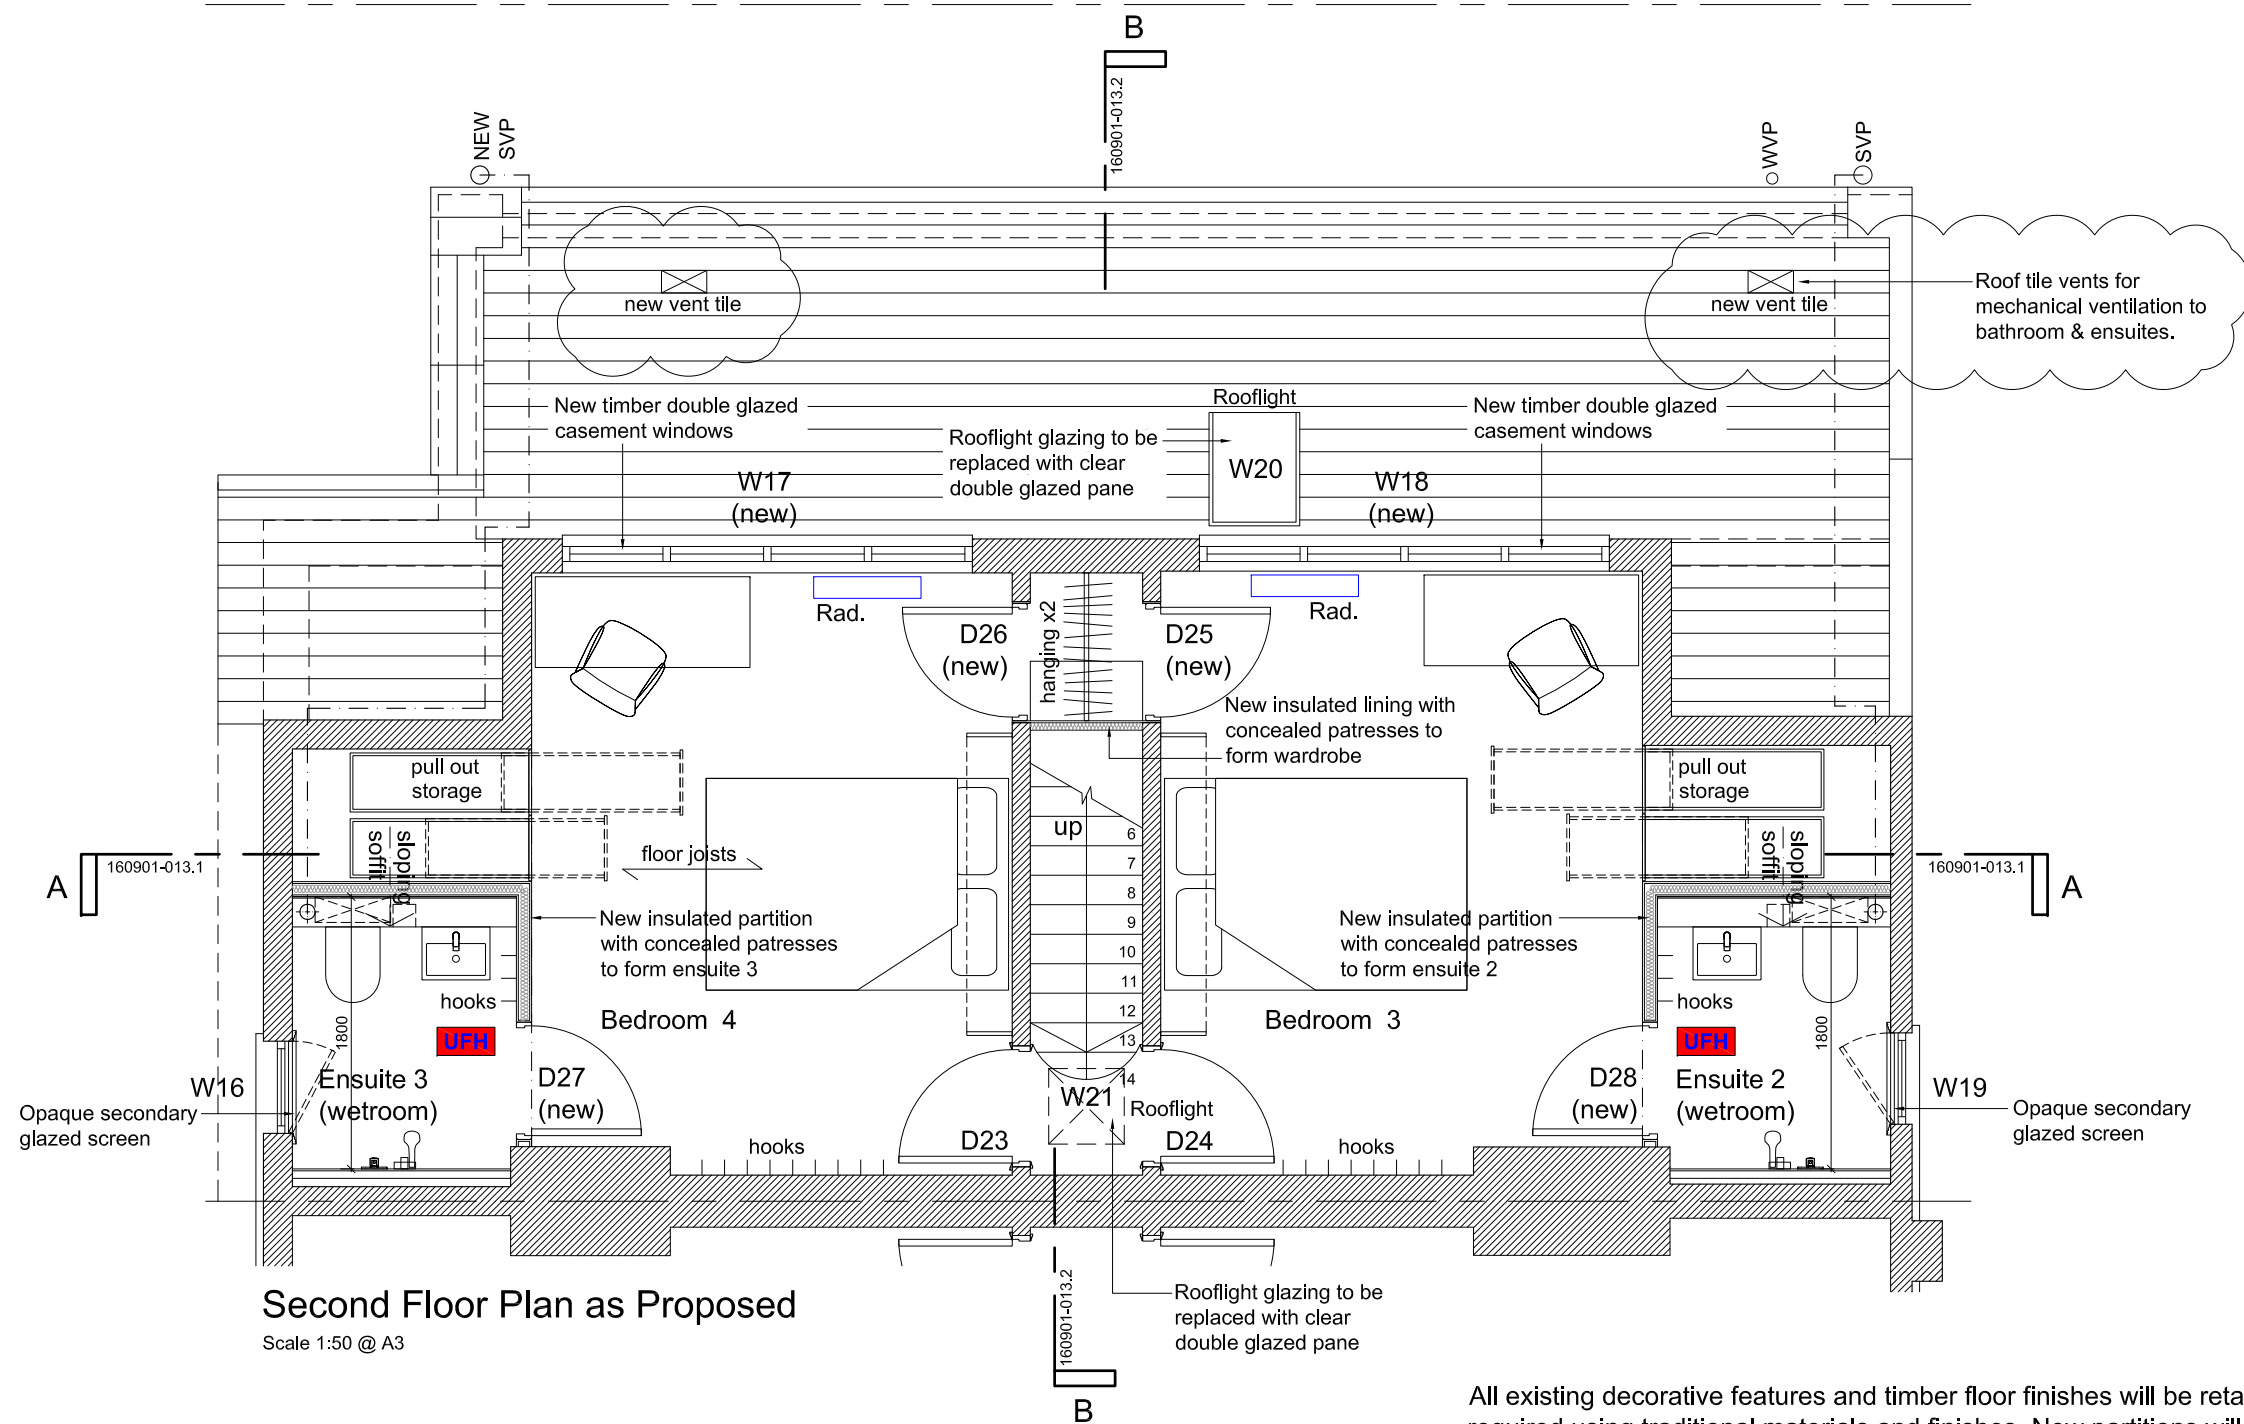 B
160901-013.2
NEW
SVP
WVP
SVP
new vent tile
new vent tile
Roof tile vents for
mechanical ventilation to
bathroom & ensuites.
New timber double glazed
casement windows
Rooflight
Rooflight glazing to be
replaced with clear
double glazed pane
W20
New timber double glazed
casement windows
W17
(new)
W18
(new)
Rad.
Rad.
D26
(new)
hanging x2
D25
(new)
New insulated lining with
concealed patresses to
form wardrobe
pull out
storage
pull out
storage
sloping
soffit
sloping
soffit
floor joists
up
6
7
8
9
10
11
12
13
14
A
160901-013.1
160901-013.1
A
New insulated partition
with concealed patresses
to form ensuite 3
New insulated partition
with concealed patresses
to form ensuite 2
hooks
hooks
Bedroom 4
Bedroom 3
UFH
UFH
1800
1800
W16
Ensuite 3
(wetroom)
D27
(new)
W21
Rooflight
D28
(new)
Ensuite 2
(wetroom)
W19
Opaque secondary
glazed screen
Opaque secondary
glazed screen
hooks
D23
D24
hooks
Second Floor Plan as Proposed
Scale 1:50 @ A3
160901-013.2
Rooflight glazing to be
replaced with clear
double glazed pane
B
All existing decorative features and timber floor finishes will be reta
required using traditional materials and finishes. New partitions will